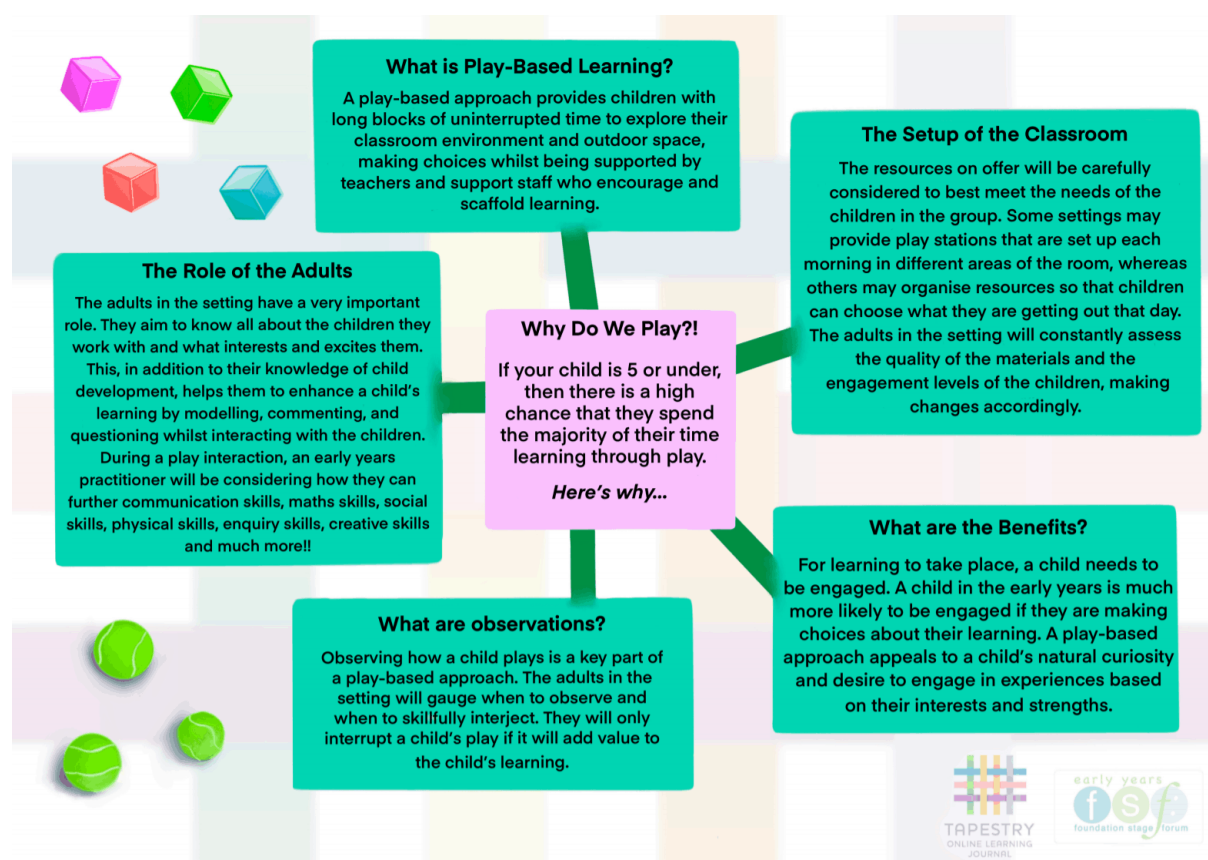 What is Play-Based Learning?
A play-based approach provides children with
long blocks of uninterrupted time to explore their
classroom environment and outdoor space,
making choices whilst being supported by
teachers and support staff who encourage and
scaffold learning.
The Setup of the Classroom
The resources on offer will be carefully
considered to best meet the needs of the
children in the group. Some settings may
provide play stations that are set up each
morning in different areas of the room, whereas
others may organise resources so that children
can choose what they are getting out that day.
The adults in the setting will constantly assess
the quality of the materials and the
engagement levels of the children, making
changes accordingly.
The Role of the Adults
The adults in the setting have a very important
role. They aim to know all about the children they
work with and what interests and excites them.
This, in addition to their knowledge of child
development, helps them to enhance a child's
learning by modelling, commenting, and
questioning whilst interacting with the children.
During a play interaction, an early years
practitioner will be considering how they can
further communication skills, maths skills, social
skills, physical skills, enquiry skills, creative skills
and much more!!
Why Do We Play?!
If your child is 5 or under,
then there is a high
chance that they spend
the majority of their time
learning through play.
Here's why...
What are the Benefits?
For learning to take place, a child needs to
be engaged. A child in the early years is much
more likely to be engaged if they are making
choices about their learning. A play-based
approach appeals to a child's natural curiosity
and desire to engage in experiences based
on their interests and strengths.
What are observations?
Observing how a child plays is a key part of
a play-based approach. The adults in the
setting will gauge when to observe and
when to skillfully interject. They will only
interrupt a child's play if it will add value to
the child's learning.
TAPESTRY
ONLINE LEARNING
JOURNAL
early years
fsf
foundation stage forum